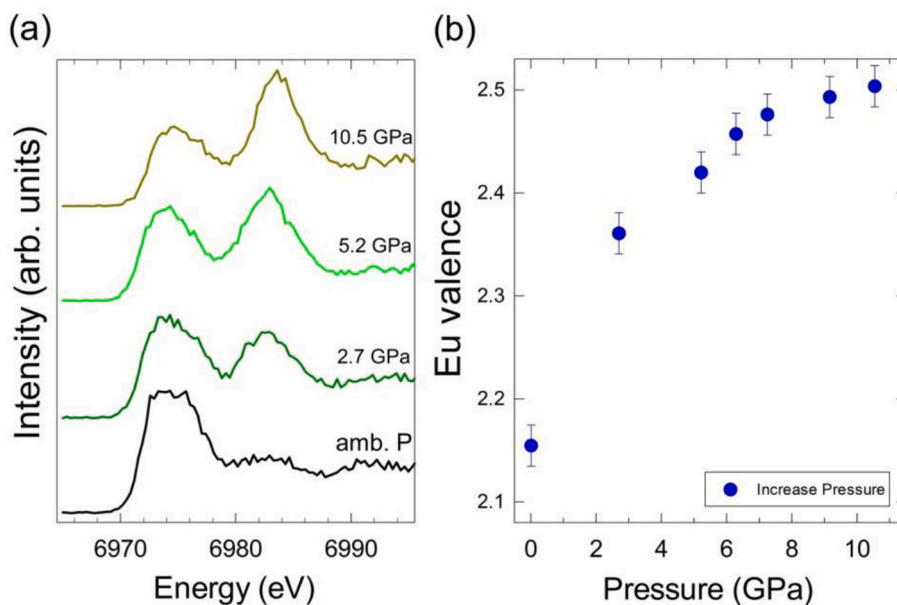 (a)
10.5 GPa
5.2 GPa
2.7 GPa
amb. P
Intensity (arb. units)
6970 6980 6990
Energy (eV)
(b)
2.5
2.4
2.3
2.2
2.1
Eu valence
Increase Pressure
0 2 4 6 8 10
Pressure (GPa)